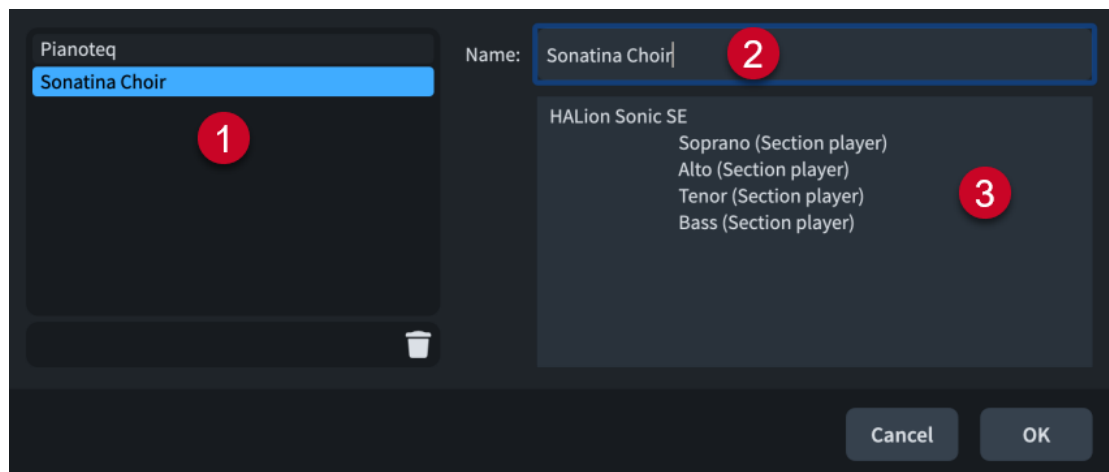 Pianoteq
Sonatina Choir
1
Name:
Sonatina Choir
2
HALion Sonic SE
Soprano (Section player)
Alto (Section player)
Tenor (Section player)
Bass (Section player)
3
Cancel
OK